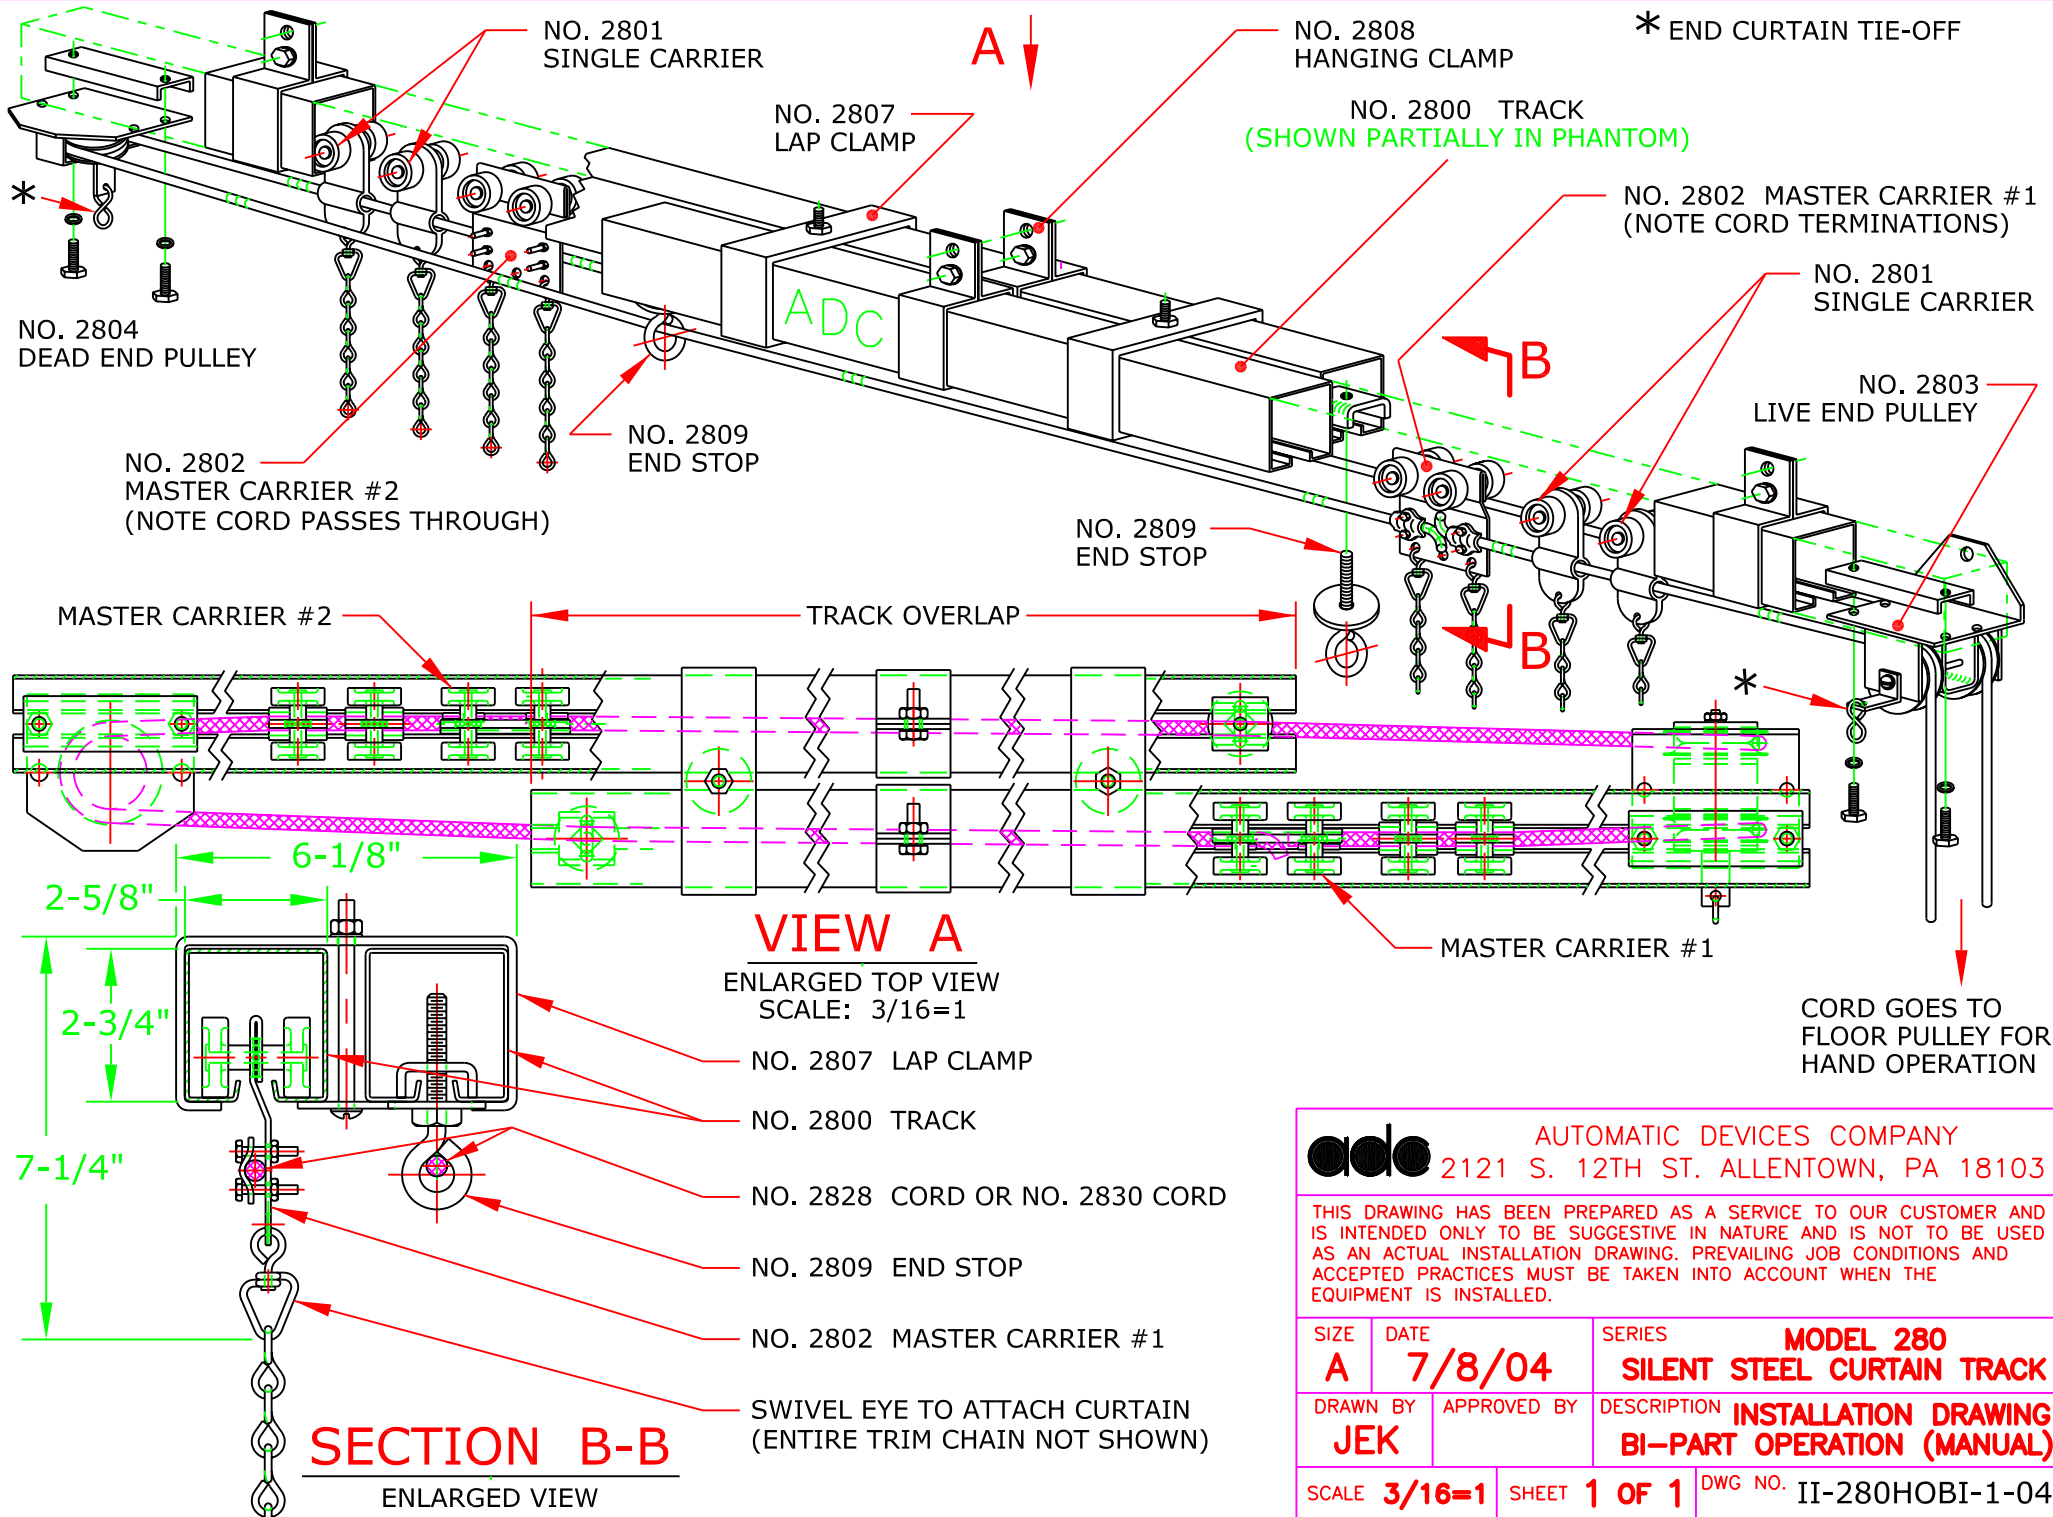 NO. 2801
SINGLE CARRIER
A
NO. 2808
HANGING CLAMP
* END CURTAIN TIE-OFF
NO. 2807
LAP CLAMP
NO. 2800 TRACK
(SHOWN PARTIALLY IN PHANTOM)
*
NO. 2802 MASTER CARRIER #1
(NOTE CORD TERMINATIONS)
NO. 2801
SINGLE CARRIER
ADC
NO. 2804
DEAD END PULLEY
B
NO. 2803
LIVE END PULLEY
NO. 2809
END STOP
NO. 2802
MASTER CARRIER #2
(NOTE CORD PASSES THROUGH)
NO. 2809
END STOP
MASTER CARRIER #2
TRACK OVERLAP
B
*
6-1/8"
2-5/8"
VIEW A
ENLARGED TOP VIEW
SCALE: 3/16=1
MASTER CARRIER #1
2-3/4"
7-1/4"
CORD GOES TO
FLOOR PULLEY FOR
HAND OPERATION
NO. 2807 LAP CLAMP
NO. 2800 TRACK
NO. 2828 CORD OR NO. 2830 CORD
NO. 2809 END STOP
NO. 2802 MASTER CARRIER #1
SWIVEL EYE TO ATTACH CURTAIN
(ENTIRE TRIM CHAIN NOT SHOWN)
SECTION B-B
ENLARGED VIEW
adc
AUTOMATIC DEVICES COMPANY
2121 S. 12TH ST. ALLENTOWN, PA 18103
THIS DRAWING HAS BEEN PREPARED AS A SERVICE TO OUR CUSTOMER AND
IS INTENDED ONLY TO BE SUGGESTIVE IN NATURE AND IS NOT TO BE USED
AS AN ACTUAL INSTALLATION DRAWING. PREVAILING JOB CONDITIONS AND
ACCEPTED PRACTICES MUST BE TAKEN INTO ACCOUNT WHEN THE
EQUIPMENT IS INSTALLED.
SIZE
A
DATE
7/8/04
SERIES
MODEL 280
SILENT STEEL CURTAIN TRACK
DRAWN BY
JEK
APPROVED BY
DESCRIPTION INSTALLATION DRAWING
BI-PART OPERATION (MANUAL)
SCALE 3/16=1
SHEET 1 OF 1
DWG NO. II-280HOBI-1-04